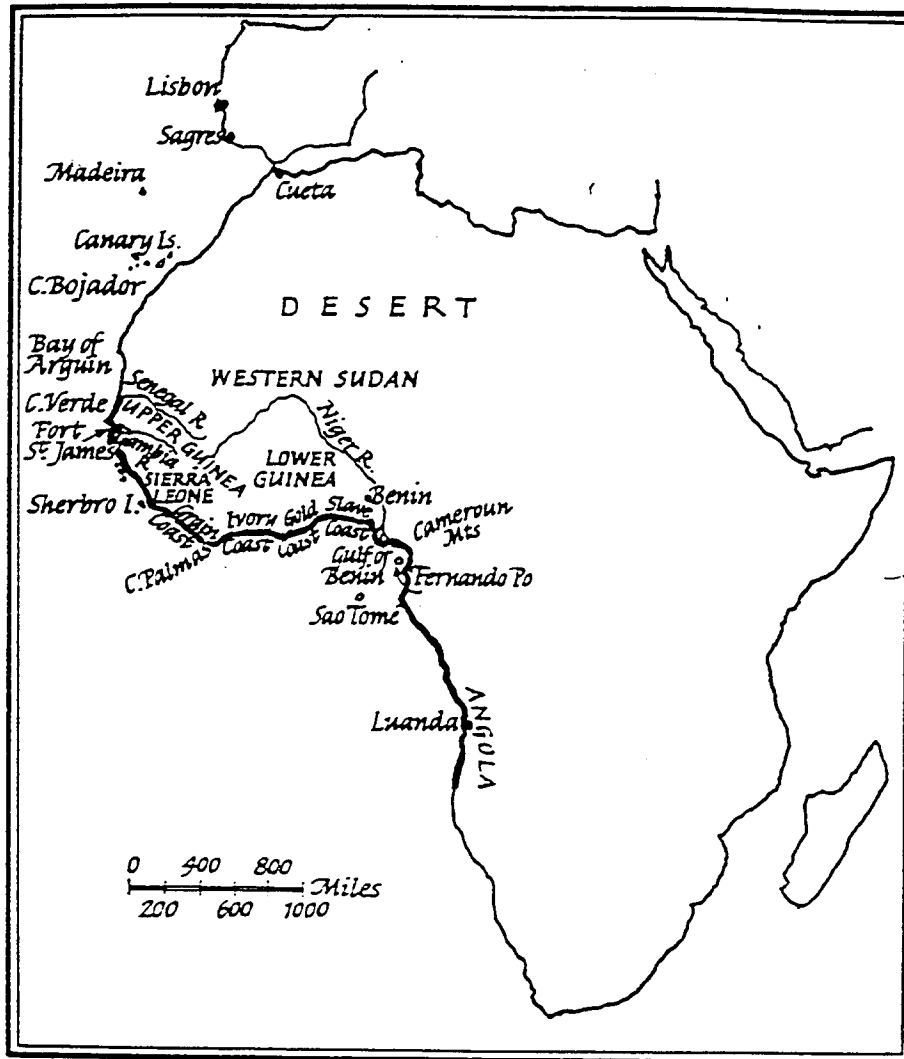 Lisbon
Sagres
Madeira
Cueta
Canary Is.
C. Bojador
DESERT
Bay of
Arguin
WESTERN SUDAN
Senegal R.
C. Verde
UPPER GUINEA
Niger R.
Fort
St. James
Gambia
R.
LOWER
GUINEA
SIERRA
LEONE
Benin
Sherbro I.
Grain
Coast
Ivory
Coast
Gold
Coast
Slave
Coast
Cameroun
Mts
C. Palmas
Gulf of
Benin
Fernando Po
Sao Tome
Luanda
ANGOLA
0 400 800
Miles
200 600 1000